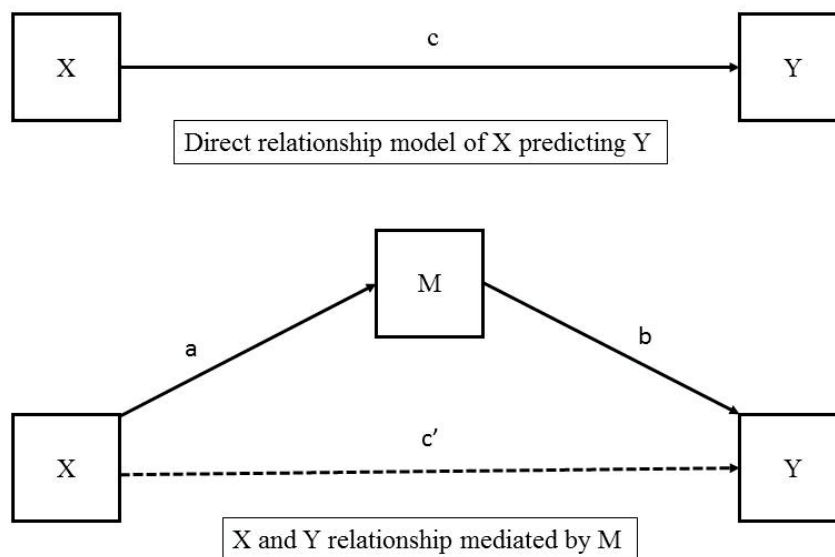 c
X
Y
Direct relationship model of X predicting Y
M
a
b
X
c’
Y
X and Y relationship mediated by M